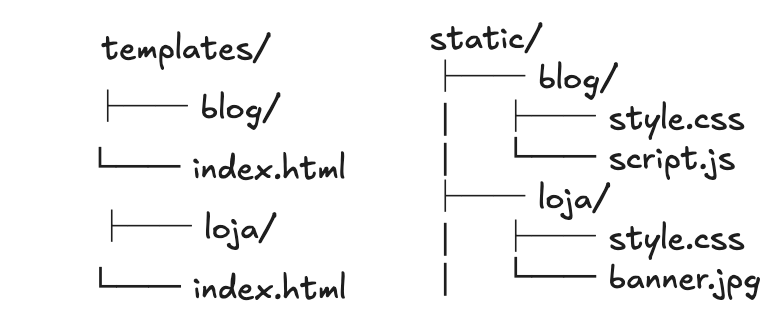 templates/
blog/
index.html
loja/
index.html
static/
blog/
style.css
script.js
loja/
style.css
banner.jpg